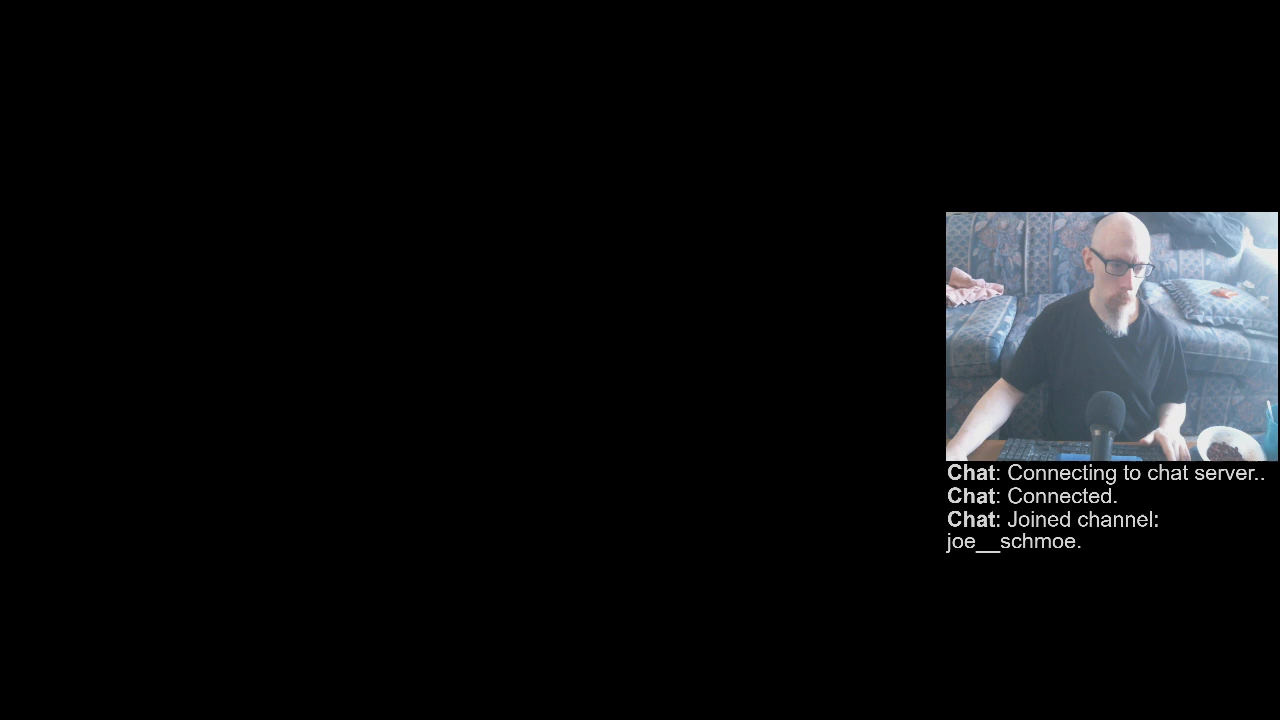 Chat: Connecting to chat server..
Chat: Connected.
Chat: Joined channel:
joe__schmoe.